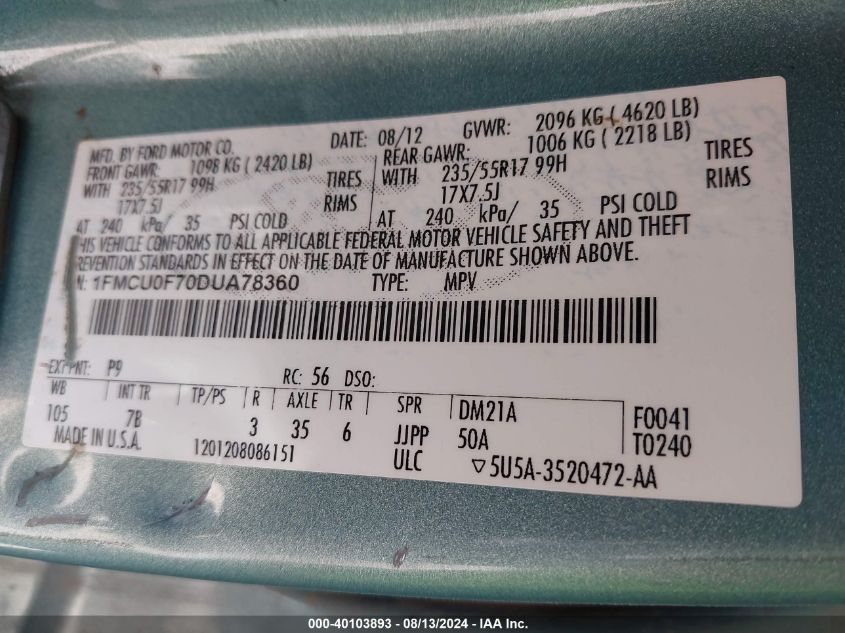 MFD. BY FORD MOTOR CO. DATE: 08/12 GVWR: 2096 KG ( 4620 LB)
FRONT GAWR: 1098 KG ( 2420 LB) REAR GAWR: 1006 KG ( 2218 LB)
WITH 235/55R17 99H TIRES WITH 235/55R17 99H TIRES
17X7.5J RIMS 17X7.5J RIMS
AT 240 kPa/ 35 PSI COLD AT 240 kPa/ 35 PSI COLD
HIS VEHICLE CONFORMS TO ALL APPLICABLE FEDERAL MOTOR VEHICLE SAFETY AND THEFT
REVENTION STANDARDS IN EFFECT ON THE DATE OF MANUFACTURE SHOWN ABOVE.
N: 1FMCU0F70DUA78360 TYPE: MPV
EXT PNT: P9 RC: 56 DSO:
WB INT TR TP/PS R AXLE TR SPR DM21A F0041
105 7B 3 35 6 JJPP 50A T0240
MADE IN U.S.A. 1201208086151 ULC ▽5U5A-3520472-AA
000-40103893 - 08/13/2024 - IAA Inc.